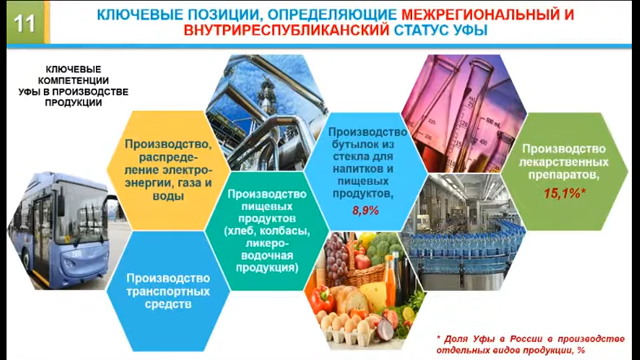 11
КЛЮЧЕВЫЕ ПОЗИЦИИ, ОПРЕДЕЛЯЮЩИЕ МЕЖРЕГИОНАЛЬНЫЙ И
ВНУТРИРЕСПУБЛИКАНСКИЙ СТАТУС УФЫ
КЛЮЧЕВЫЕ
КОМПЕТЕНЦИИ
УФЫ В ПРОИЗВОДСТВЕ
ПРОДУКЦИИ
Производство,
распреде-
ление электро-
энергии, газа и
воды
Производство
транспортных
средств
Производство
пищевых
продуктов
(хлеб, колбасы,
ликеро-
водочная
продукция)
Производство
бутылок из
стекла для
напитков и
пищевых
продуктов,
8,9%
Производство
лекарственных
препаратов,
15,1%*
* Доля Уфы в России в производстве
отдельных видов продукции, %